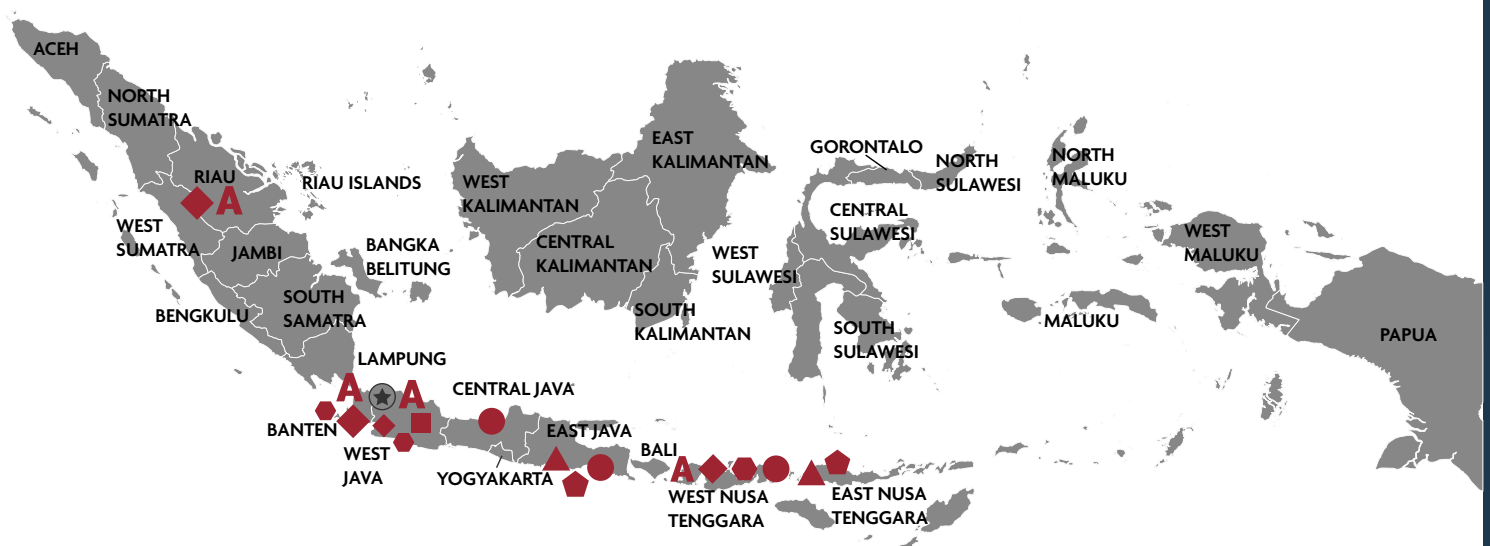 ACEH
NORTH
SUMATRA
RIAU
A
RIAU ISLANDS
WEST
SUMATRA
JAMBI
BANGKA
BELITUNG
SOUTH
SAMATRA
BENGKULU
LAMPUNG
A
A
BANTEN
WEST
JAVA
CENTRAL JAVA
YOGYAKARTA
EAST JAVA
BALI
A
WEST NUSA
TENGGARA
EAST NUSA
TENGGARA
WEST
KALIMANTAN
CENTRAL
KALIMANTAN
EAST
KALIMANTAN
SOUTH
KALIMANTAN
WEST
SULAWESI
GORONTALO
NORTH
SULAWESI
CENTRAL
SULAWESI
SOUTH
SULAWESI
NORTH
MALUKU
MALUKU
WEST
MALUKU
PAPUA